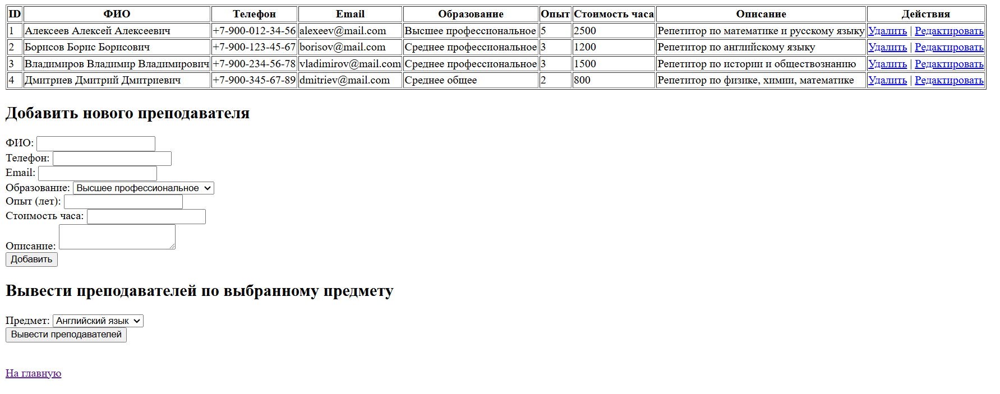 ID ФИО Телефон Email Образование Опыт Стоимость часа Описание Действия
1 Алексеев Алексей Алексеевич +7-900-012-34-56 alexeev@mail.com Высшее профессиональное 5 2500 Репетитор по математике и русскому языку Удалить | Редактировать
2 Борисов Борис Борисович +7-900-123-45-67 borisov@mail.com Среднее профессиональное 3 1200 Репетитор по английскому языку Удалить | Редактировать
3 Владимиров Владимир Владимирович +7-900-234-56-78 vladimirov@mail.com Среднее профессиональное 3 1500 Репетитор по истории и обществознанию Удалить | Редактировать
4 Дмитриев Дмитрий Дмитриевич +7-900-345-67-89 dmitriev@mail.com Среднее общее 2 800 Репетитор по физике, химии, математике Удалить | Редактировать
Добавить нового преподавателя
ФИО:
Телефон:
Email:
Образование: Высшее профессиональное
Опыт (лет):
Стоимость часа:
Описание:
Добавить
Вывести преподавателей по выбранному предмету
Предмет: Английский язык
Вывести преподавателей
На главную